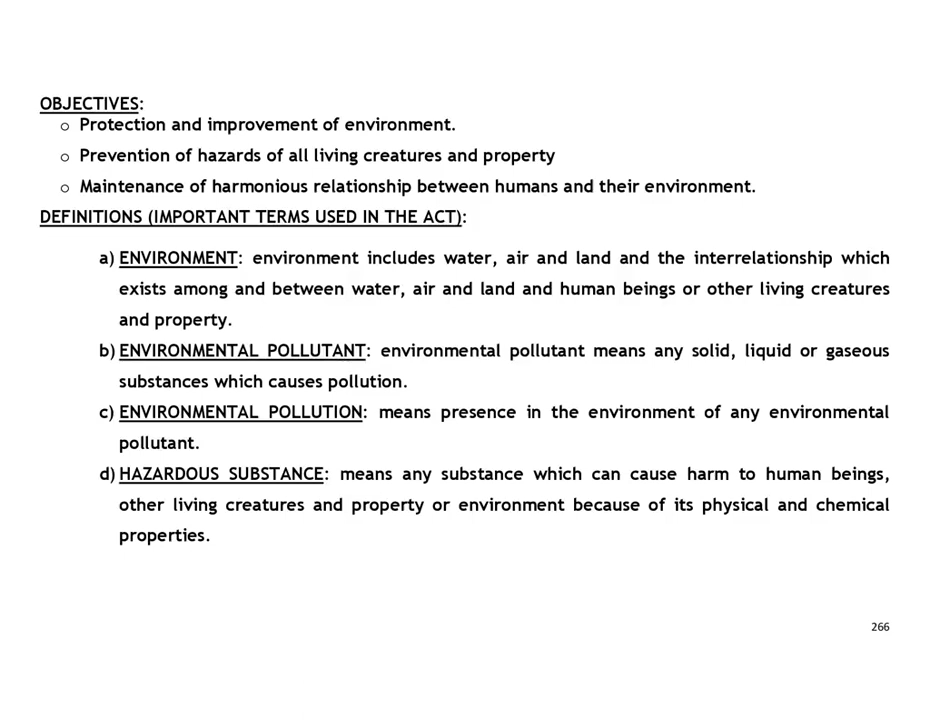 OBJECTIVES:
o Protection and improvement of environment.
o Prevention of hazards of all living creatures and property
o Maintenance of harmonious relationship between humans and their environment.
DEFINITIONS (IMPORTANT TERMS USED IN THE ACT):
a) ENVIRONMENT: environment includes water, air and land and the interrelationship which
exists among and between water, air and land and human beings or other living creatures
and property.
b) ENVIRONMENTAL POLLUTANT: environmental pollutant means any solid, liquid or gaseous
substances which causes pollution.
c) ENVIRONMENTAL POLLUTION: means presence in the environment of any environmental
pollutant.
d) HAZARDOUS SUBSTANCE: means any substance which can cause harm to human beings,
other living creatures and property or environment because of its physical and chemical
properties.
266